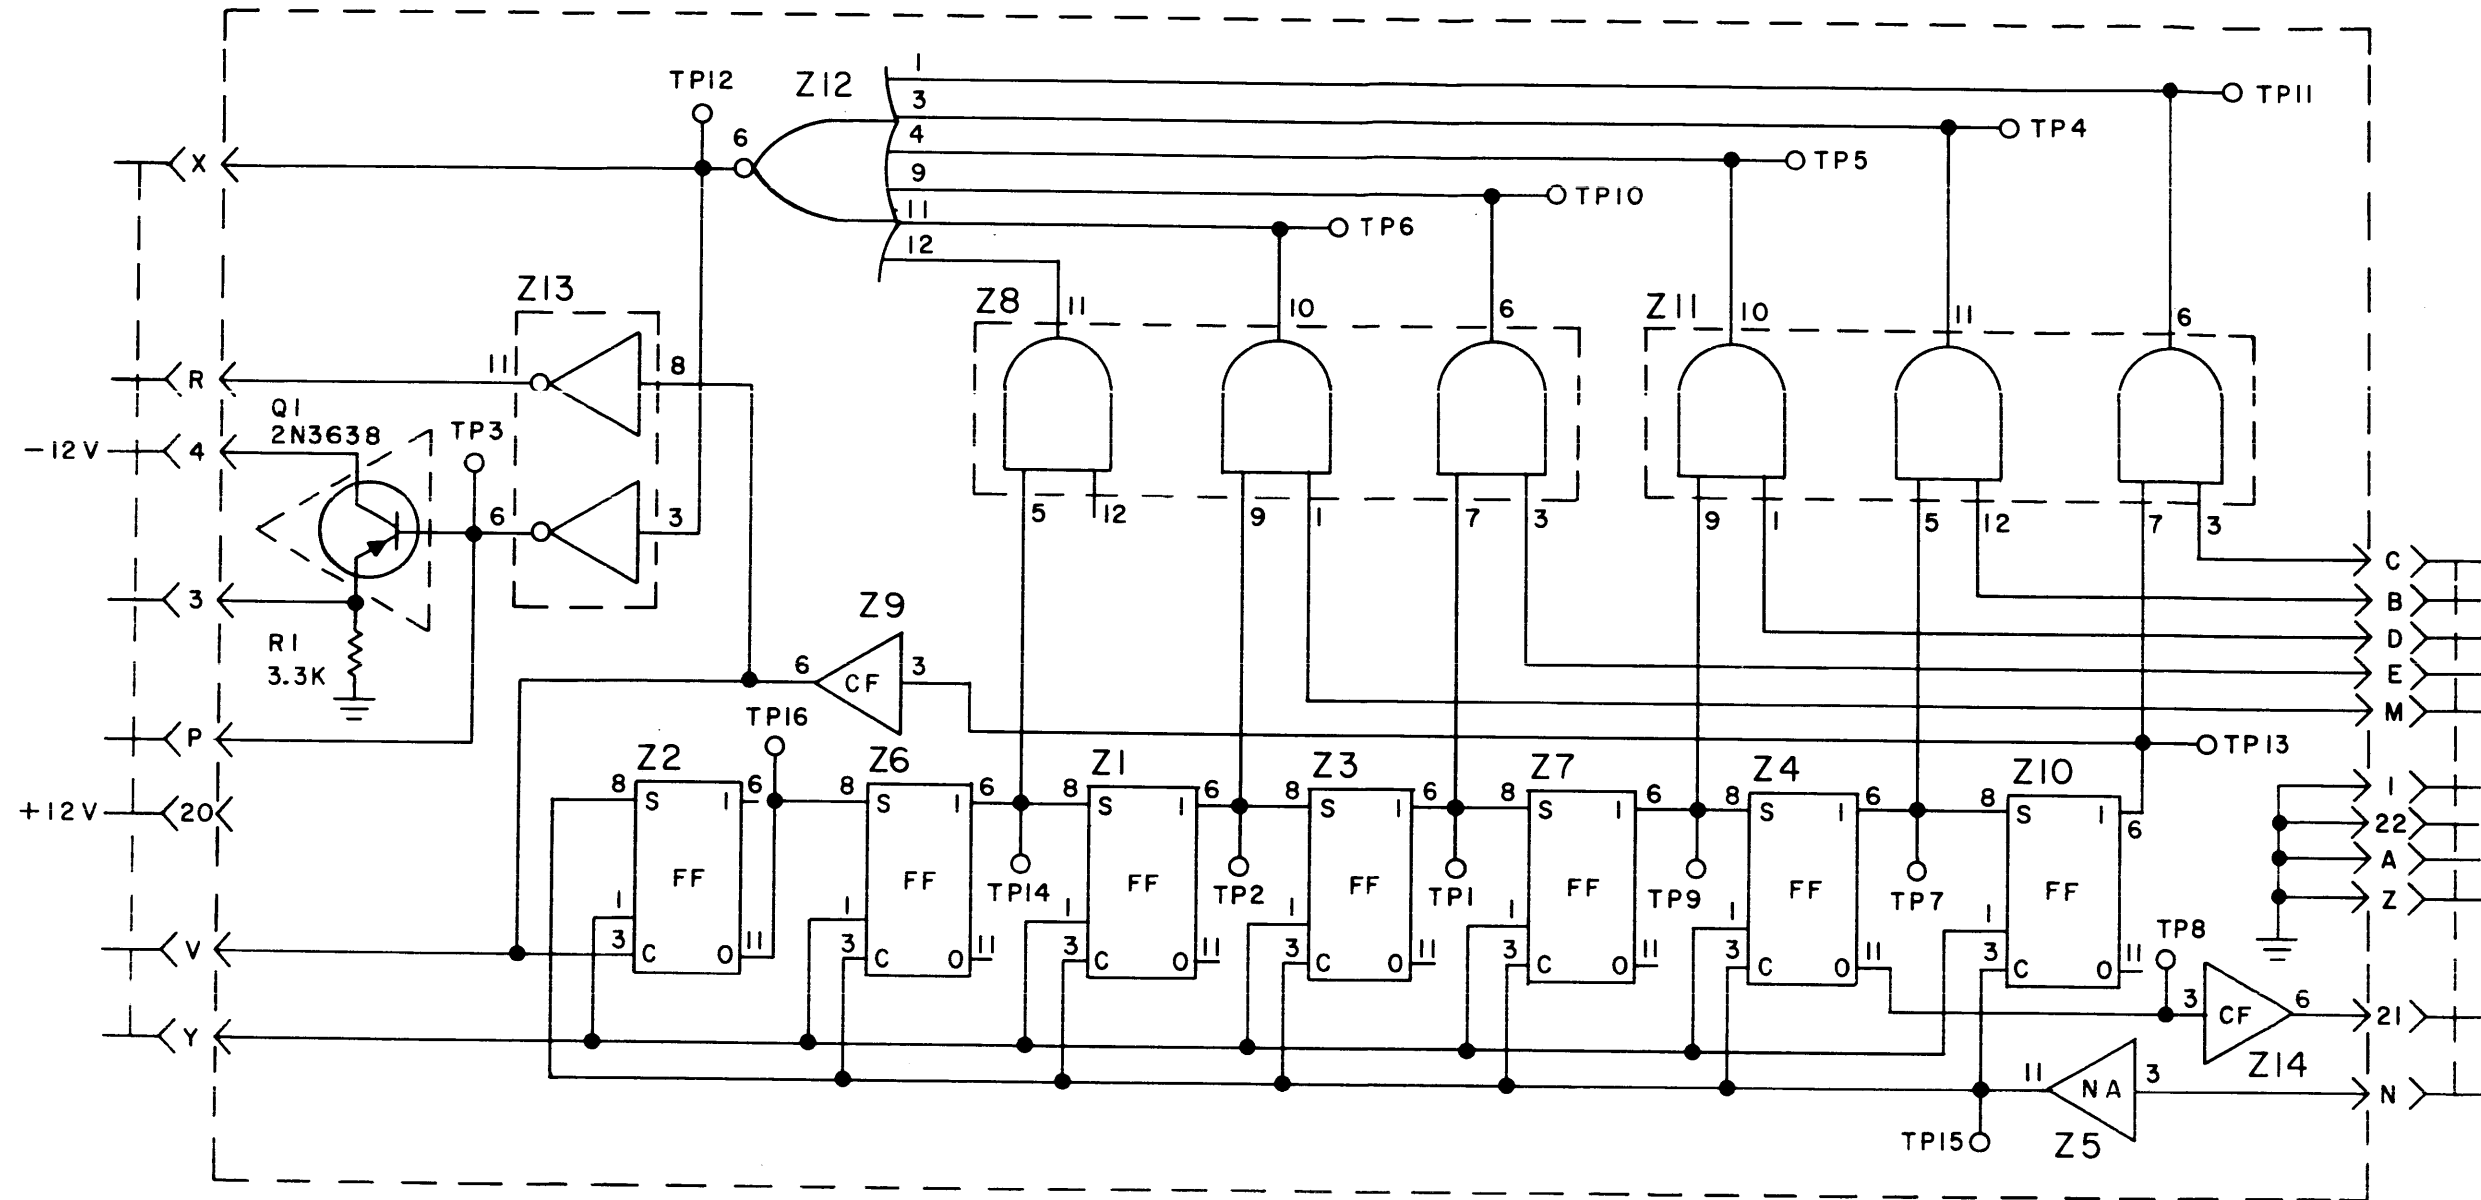 TP12
Z12
1
3
4
9
11
12
6
TP11
TP4
TP5
TP10
TP6
X
Z13
11
8
R
Q1
2N3638
-12V
4
TP3
6
3
3
R1
3.3K
P
+12V
20
V
Y
Z8
11
10
6
5
12
9
1
7
3
Z11
10
11
6
9
1
5
12
7
3
C
B
D
E
M
Z9
6
CF
3
TP16
TP13
Z2
8
S
1
6
FF
1
3
C
O
11
Z6
8
S
1
6
FF
1
3
C
O
11
TP14
Z1
8
S
1
6
FF
1
3
C
O
11
TP2
Z3
8
S
1
6
FF
1
3
C
O
11
TP1
Z7
8
S
1
6
FF
1
3
C
O
11
TP9
Z4
8
S
1
6
FF
1
3
C
O
11
TP7
Z10
8
S
1
6
FF
1
3
C
O
11
1
22
A
Z
TP8
3
CF
6
21
Z14
11
NA
3
N
TP15
Z5